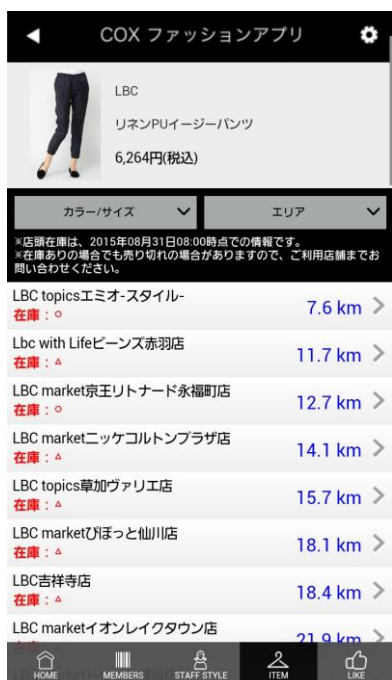 COX ファッションアプリ
LBC
リネンPUイージーパンツ
6,264円(税込)
カラー/サイズ
エリア
※店頭在庫は、2015年08月31日08:00時点での情報です。
※在庫ありの場合でも売り切れの場合がありますので、ご利用店舗までお
問い合わせください。
LBC topicsエミオ-スタイル-
在庫：○
7.6 km
Lbc with Lifeビーンズ赤羽店
在庫：△
11.7 km
LBC market京王リトナード永福町店
在庫：○
12.7 km
LBC marketニッケコルトンプラザ店
在庫：△
14.1 km
LBC topics草加ヴァリエ店
在庫：△
15.7 km
LBC marketぴぽっと仙川店
在庫：△
18.1 km
LBC吉祥寺店
在庫：△
18.4 km
LBC marketイオンレイクタウン店
21.9 km
HOME
MEMBERS
STAFF STYLE
ITEM
LIKE